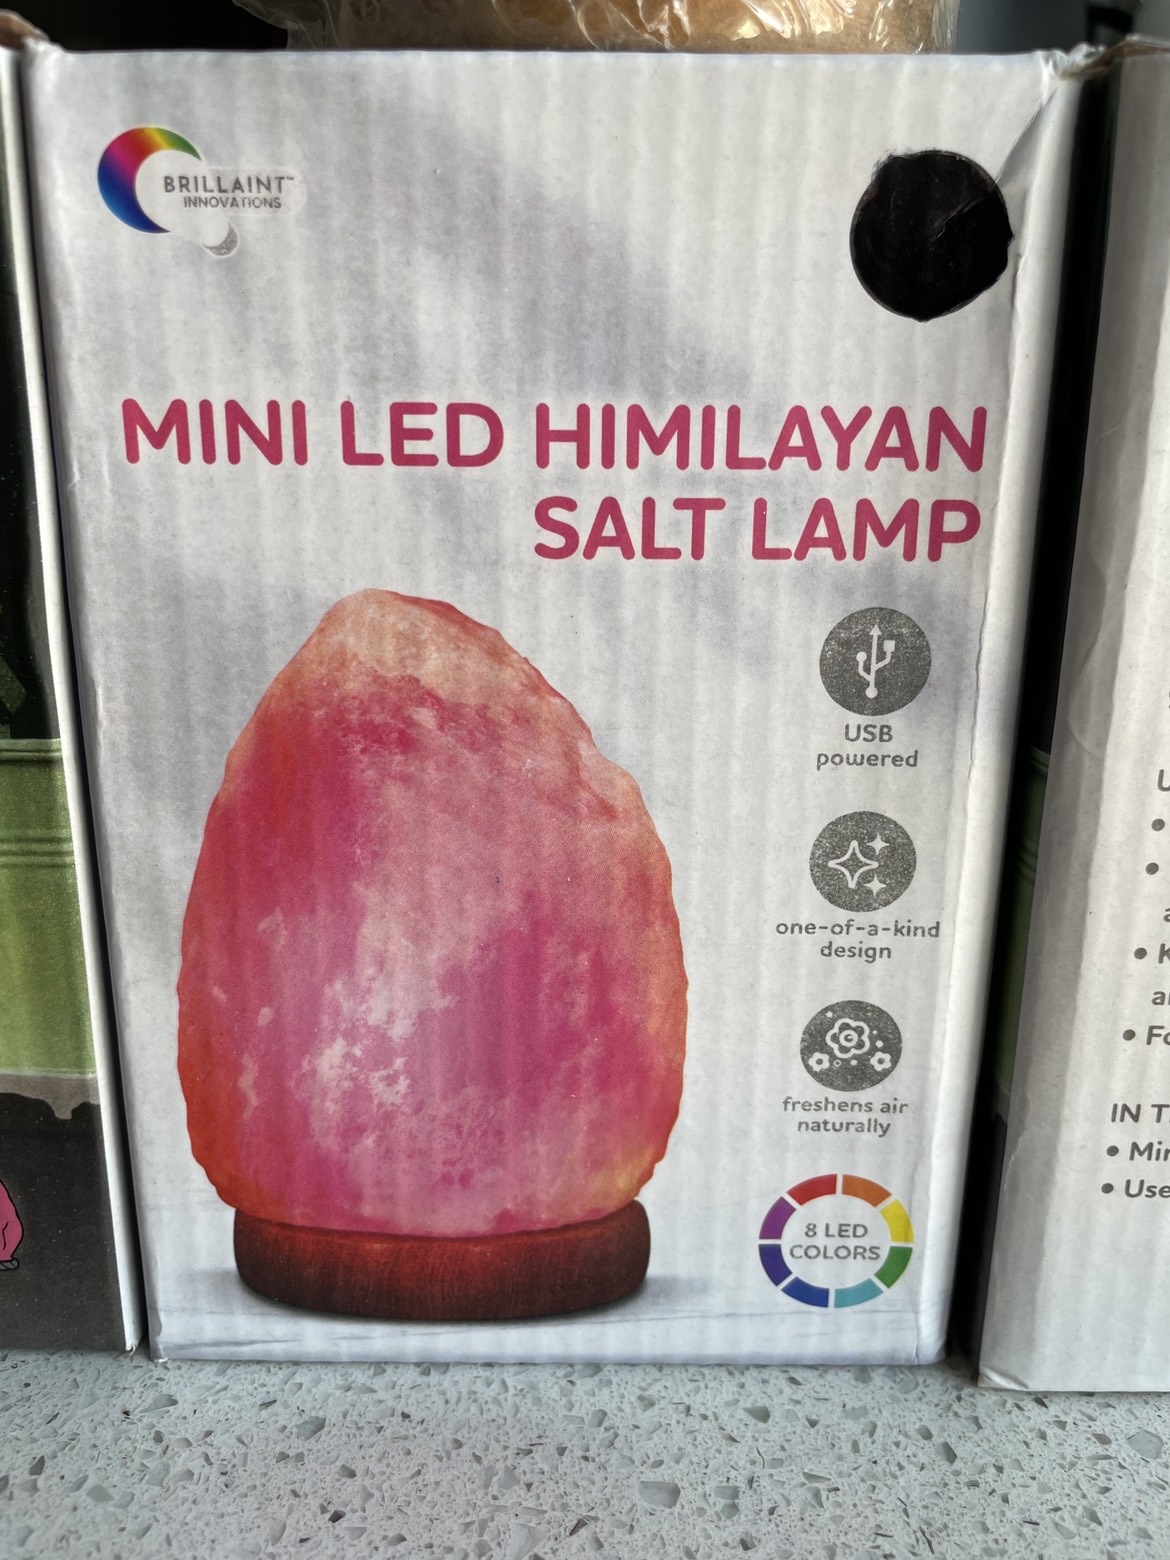 BRILLAINT™
INNOVATIONS
MINI LED HIMILAYAN
SALT LAMP
USB
powered
one-of-a-kind
design
freshens air
naturally
8 LED
COLORS
IN T
• Min
• Use